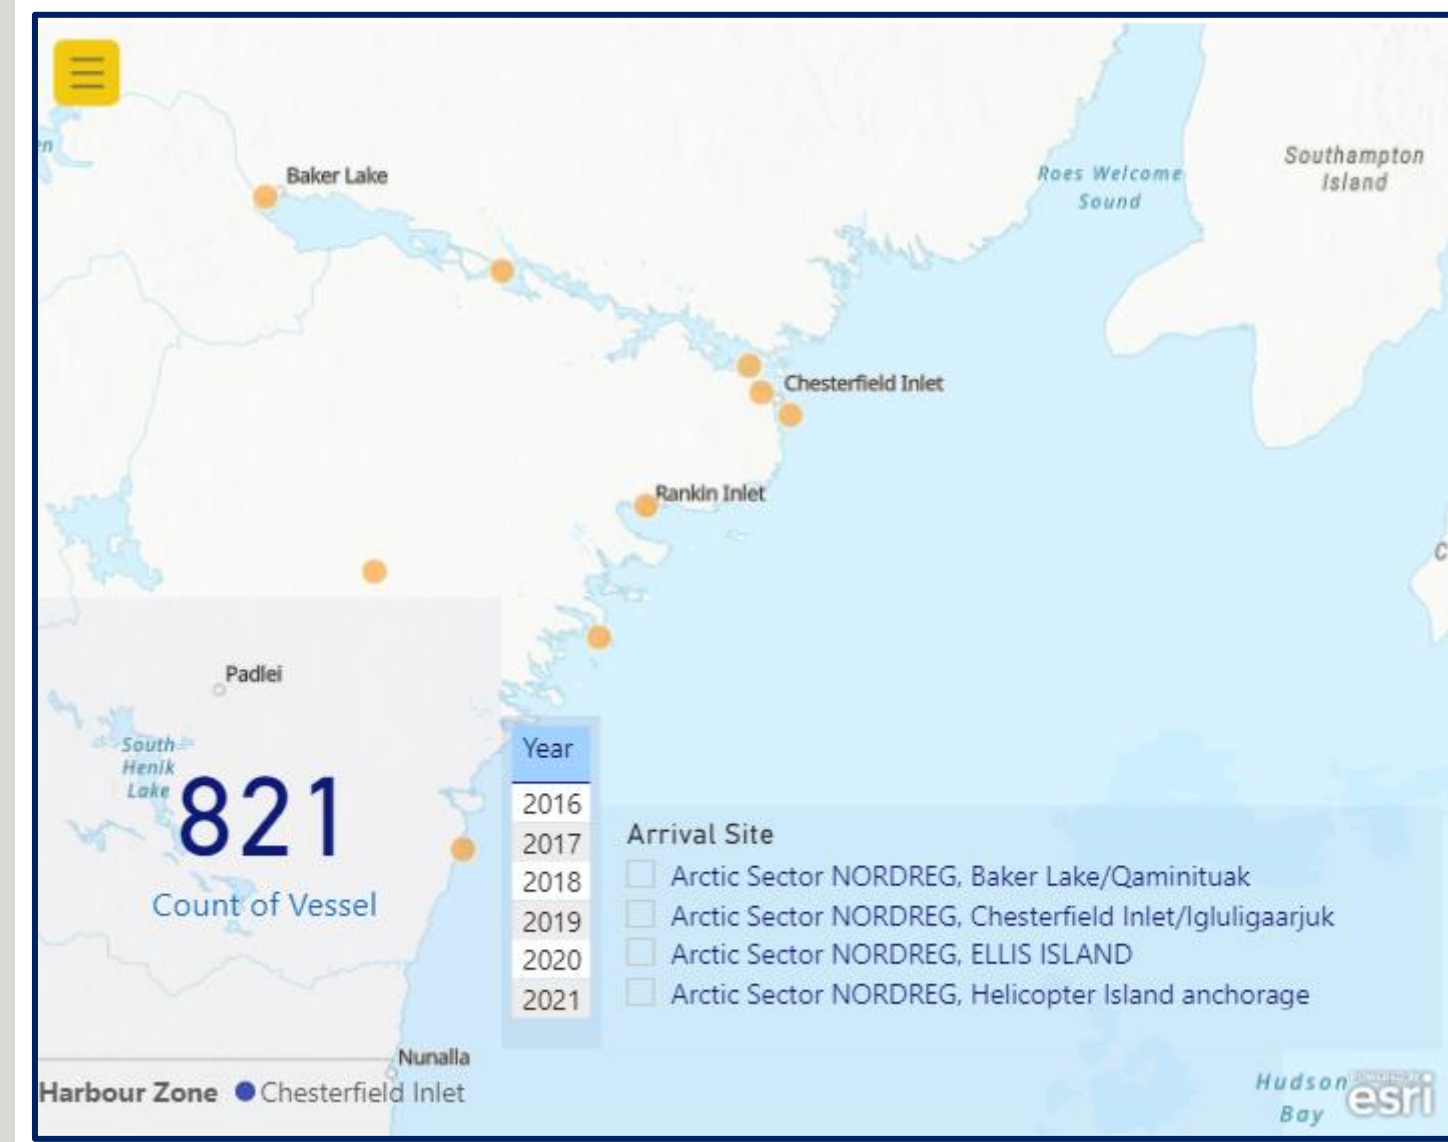 Baker Lake
Roes Welcome
Sound
Southampton
Island
Chesterfield Inlet
Rankin Inlet
Padlei
South
Henik
Lake
821
Count of Vessel
Year
2016
2017
2018
2019
2020
2021
Arrival Site
Arctic Sector NORDREG, Baker Lake/Qaminituak
Arctic Sector NORDREG, Chesterfield Inlet/Igluligaarjuk
Arctic Sector NORDREG, ELLIS ISLAND
Arctic Sector NORDREG, Helicopter Island anchorage
Nunalla
Harbour Zone Chesterfield Inlet
Hudson
Bay
esri